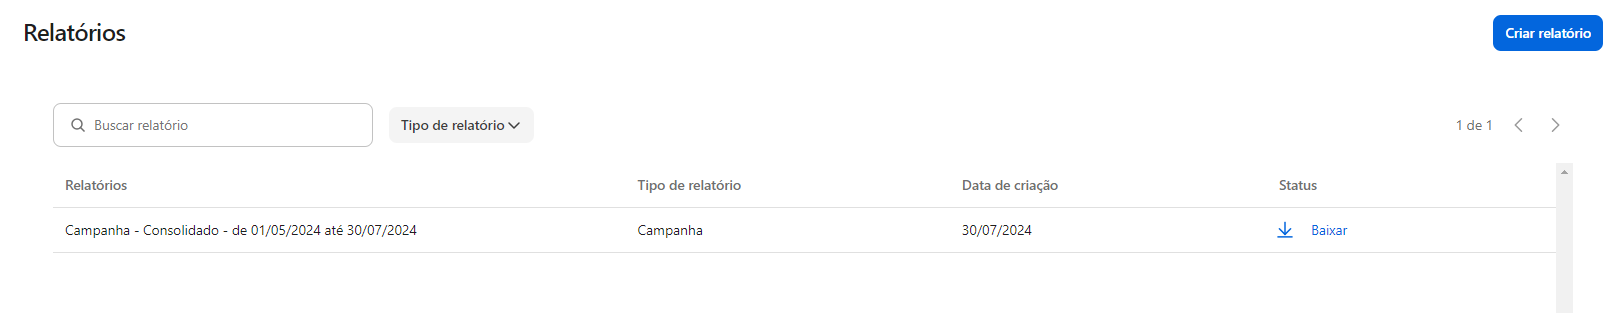 Relatórios
Criar relatório
Buscar relatório
Tipo de relatório
1 de 1
Relatórios Tipo de relatório Data de criação Status
Campanha - Consolidado - de 01/05/2024 até 30/07/2024 Campanha 30/07/2024 Baixar